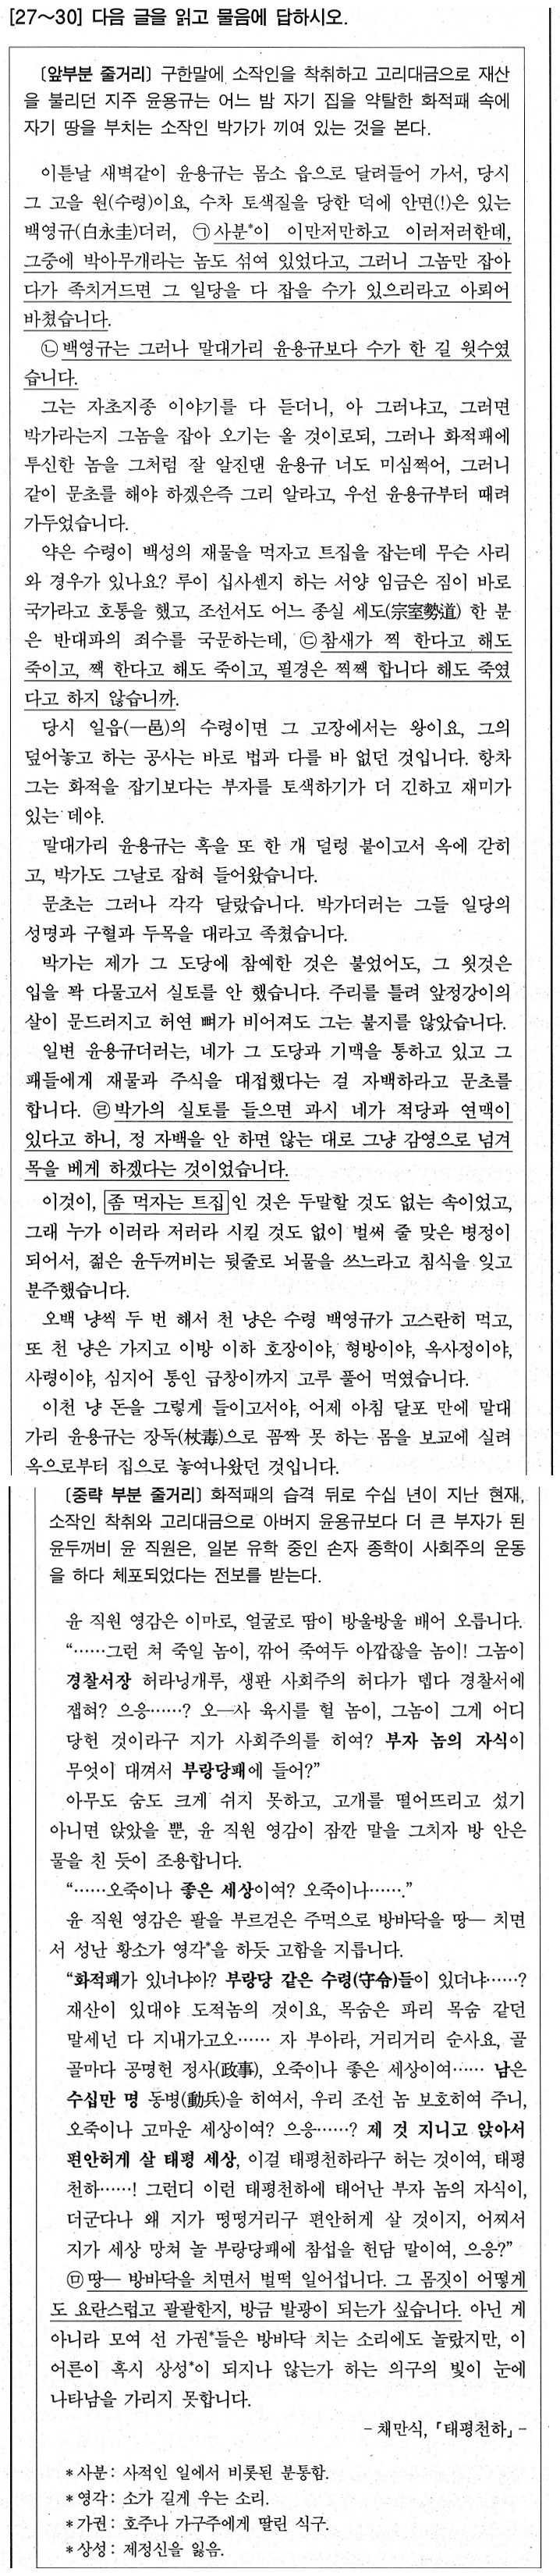 [27～30] 다음 글을 읽고 물음에 답하시오.
〔앞부분 줄거리〕 구한말에 소작인을 착취하고 고리대금으로 재산
을 불리던 지주 윤용규는 어느 밤 자기 집을 약탈한 화적패 속에
자기 땅을 부치는 소작인 박가가 끼여 있는 것을 본다.
이튿날 새벽같이 윤용규는 몸소 읍으로 달려들어 가서, 당시
그 고을 원(수령)이요, 수차 토색질을 당한 덕에 안면(!)은 있는
백영규(白永圭)더러, ㉠사분*이 이만저만하고 이러저러한데,
그중에 박아무개라는 놈도 섞여 있었다고, 그러니 그놈만 잡아
다가 족치거드면 그 일당을 다 잡을 수가 있으리라고 아뢰어
바쳤습니다.
㉡백영규는 그러나 말대가리 윤용규보다 수가 한 길 윗수였
습니다.
그는 자초지종 이야기를 다 듣더니, 아 그러냐고, 그러면
박가라는지 그놈을 잡아 오기는 올 것이로되, 그러나 화적패에
투신한 놈을 그처럼 잘 알진댄 윤용규 너도 미심쩍어, 그러니
같이 문초를 해야 하겠은즉 그리 알라고, 우선 윤용규부터 때려
가두었습니다.
약은 수령이 백성의 재물을 먹자고 트집을 잡는데 무슨 사리
와 경우가 있나요? 루이 십사센지 하는 서양 임금은 짐이 바로
국가라고 호통을 했고, 조선서도 어느 종실 세도(宗室勢道) 한 분
은 반대파의 죄수를 국문하는데, ㉢참새가 찍 한다고 해도
죽이고, 짹 한다고 해도 죽이고, 필경은 찍짹 합니다 해도 죽였
다고 하지 않습니까.
당시 일읍(一邑)의 수령이면 그 고장에서는 왕이요, 그의
덮어놓고 하는 공사는 바로 법과 다를 바 없던 것입니다. 항차
그는 화적을 잡기보다는 부자를 토색하기가 더 긴하고 재미가
있는 데야.
말대가리 윤용규는 혹을 또 한 개 덜렁 붙이고서 옥에 갇히
고, 박가도 그날로 잡혀 들어왔습니다.
문초는 그러나 각각 달랐습니다. 박가더러는 그들 일당의
성명과 구혈과 두목을 대라고 족쳤습니다.
박가는 제가 그 도당에 참예한 것은 불었어도, 그 윗것은
입을 꽉 다물고서 실토를 안 했습니다. 주리를 틀려 앞정강이의
살이 문드러지고 허연 뼈가 비어져도 그는 불지를 않았습니다.
일변 윤용규더러는, 네가 그 도당과 기맥을 통하고 있고 그
패들에게 재물과 주식을 대접했다는 걸 자백하라고 문초를
합니다. ㉣박가의 실토를 들으면 과시 네가 적당과 연맥이
있다고 하니, 정 자백을 안 하면 않는 대로 그냥 감영으로 넘겨
목을 베게 하겠다는 것이었습니다.
이것이, 좀 먹자는 트집인 것은 두말할 것도 없는 속이었고,
그래 누가 이러라 저러라 시킬 것도 없이 벌써 줄 맞은 병정이
되어서, 젊은 윤두꺼비는 뒷줄로 뇌물을 쓰느라고 침식을 잊고
분주했습니다.
오백 냥씩 두 번 해서 천 냥은 수령 백영규가 고스란히 먹고,
또 천 냥은 가지고 이방 이하 호장이야, 형방이야, 옥사정이야,
사령이야, 심지어 통인 급창이까지 고루 풀어 먹였습니다.
이천 냥 돈을 그렇게 들이고서야, 어제 아침 달포 만에 말대
가리 윤용규는 장독(杖毒)으로 꼼짝 못 하는 몸을 보교에 실려
옥으로부터 집으로 놓여나왔던 것입니다.
〔중략 부분 줄거리〕 화적패의 습격 뒤로 수십 년이 지난 현재,
소작인 착취와 고리대금으로 아버지 윤용규보다 더 큰 부자가 된
윤두꺼비 윤 직원은, 일본 유학 중인 손자 종학이 사회주의 운동
을 하다 체포되었다는 전보를 받는다.
윤 직원 영감은 이마로, 얼굴로 땀이 방울방울 배어 오릅니다.
“……그런 쳐 죽일 놈이, 깎어 죽여두 아깝잖을 놈이! 그놈이
경찰서장 허라닝개루, 생판 사회주의 허다가 뎁다 경찰서에
잽혀? 으응……? 오—사 육시를 헐 놈이, 그놈이 그게 어디
당헌 것이라구 지가 사회주의를 히여? 부자 놈의 자식이
무엇이 대껴서 부랑당패에 들어?”
아무도 숨도 크게 쉬지 못하고, 고개를 떨어뜨리고 섰기
아니면 앉았을 뿐, 윤 직원 영감이 잠깐 말을 그치자 방 안은
물을 친 듯이 조용합니다.
“……오죽이나 좋은 세상이여? 오죽이나…….”
윤 직원 영감은 팔을 부르걷은 주먹으로 방바닥을 땅— 치면
서 성난 황소가 영각*을 하듯 고함을 지릅니다.
“화적패가 있너냐아? 부랑당 같은 수령(守令)들이 있더냐……?
재산이 있대야 도적놈의 것이요, 목숨은 파리 목숨 같던
말세넌 다 지내가고오…… 자 부아라, 거리거리 순사요, 골
골마다 공명헌 정사(政事), 오죽이나 좋은 세상이여…… 남은
수십만 명 동병(動兵)을 히여서, 우리 조선 놈 보호히여 주니,
오죽이나 고마운 세상이여? 으응……? 제 것 지니고 앉아서
편안허게 살 태평 세상, 이걸 태평천하라구 허는 것이여, 태평
천하……! 그런디 이런 태평천하에 태어난 부자 놈의 자식이,
더군다나 왜 지가 떵떵거리구 편안허게 살 것이지, 어찌서
지가 세상 망쳐 놀 부랑당패에 참섭을 헌담 말이여, 으응?”
㉤땅— 방바닥을 치면서 벌떡 일어섭니다. 그 몸짓이 어떻게
도 요란스럽고 괄괄한지, 방금 발광이 되는가 싶습니다. 아닌 게
아니라 모여 선 가권*들은 방바닥 치는 소리에도 놀랐지만, 이
어른이 혹시 상성*이 되지나 않는가 하는 의구의 빛이 눈에
나타남을 가리지 못합니다.
- 채만식, 「태평천하」 -
* 사분: 사적인 일에서 비롯된 분통함.
* 영각: 소가 길게 우는 소리.
* 가권: 호주나 가구주에게 딸린 식구.
* 상성: 제정신을 잃음.